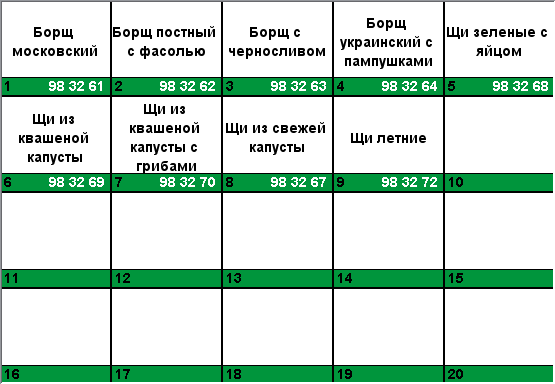 Борщ
московский
1 98 32 61
Борщ постный
с фасолью
2 98 32 62
Борщ с
черносливом
3 98 32 63
Борщ
украинский с
пампушками
4 98 32 64
Щи зеленые с
яйцом
5 98 32 68
Щи из
квашеной
капусты
6 98 32 69
Щи из
квашеной
капусты с
грибами
7 98 32 70
Щи из свежей
капусты
8 98 32 67
Щи летние
9 98 32 72
10
11
12
13
14
15
16
17
18
19
20